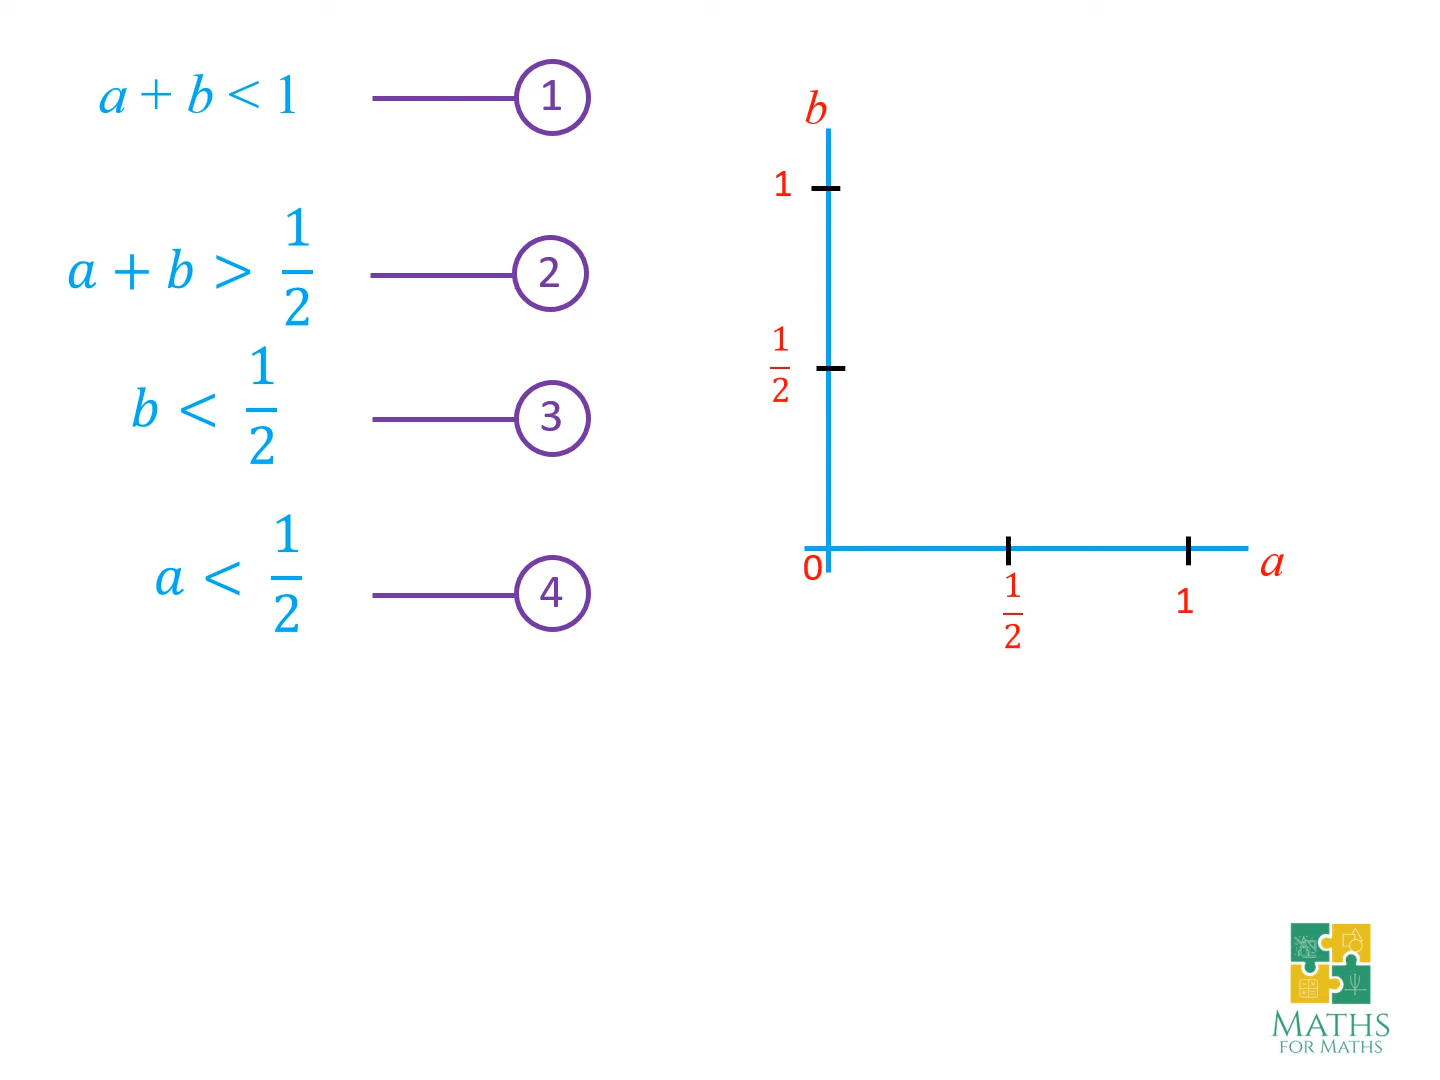 a + b < 1 ① 
a + b > 1/2 ②
b < 1/2 ③
a < 1/2 ④
b
1
1/2
0
1/2
1
a
MATHS
FOR MATHS